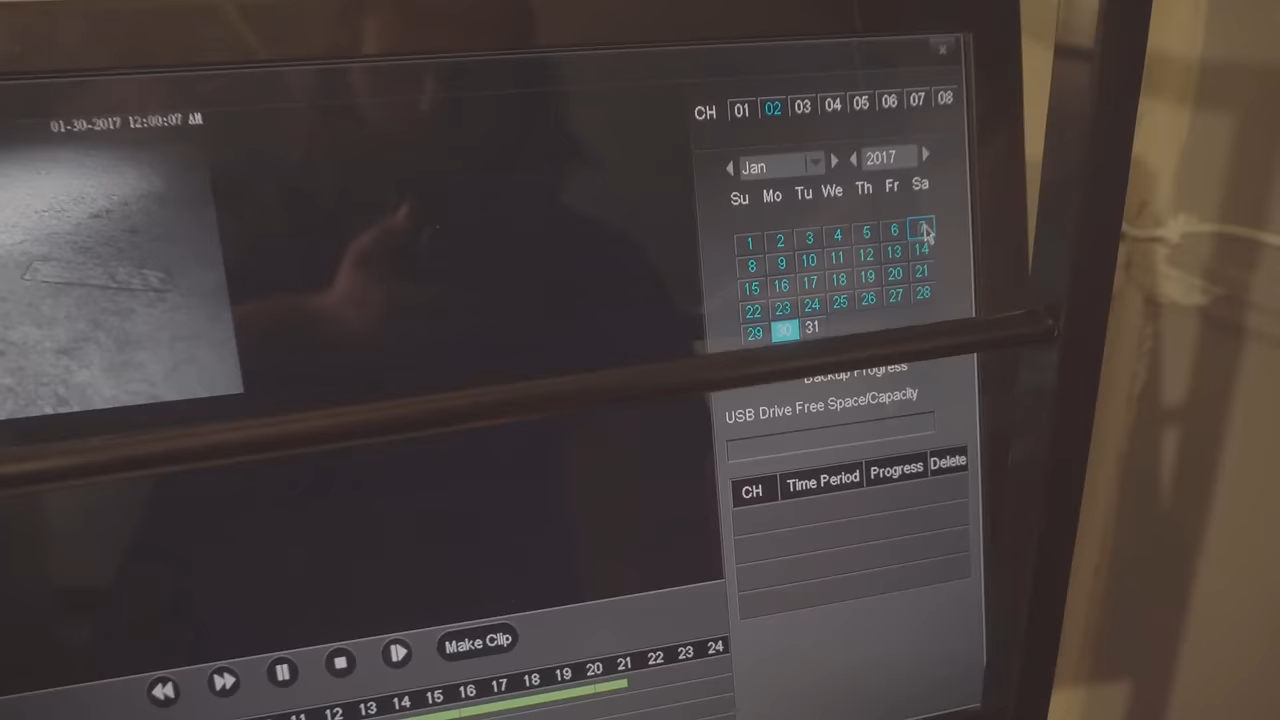 01-30-2017 12:00:07 AM
x
CH 01 02 03 04 05 06 07 08
Jan 2017
Su Mo Tu We Th Fr Sa
1 2 3 4 5 6 7
8 9 10 11 12 13 14
15 16 17 18 19 20 21
22 23 24 25 26 27 28
29 30 31
Backup Progress
USB Drive Free Space/Capacity
CH Time Period Progress Delete
Make Clip
11 12 13 14 15 16 17 18 19 20 21 22 23 24